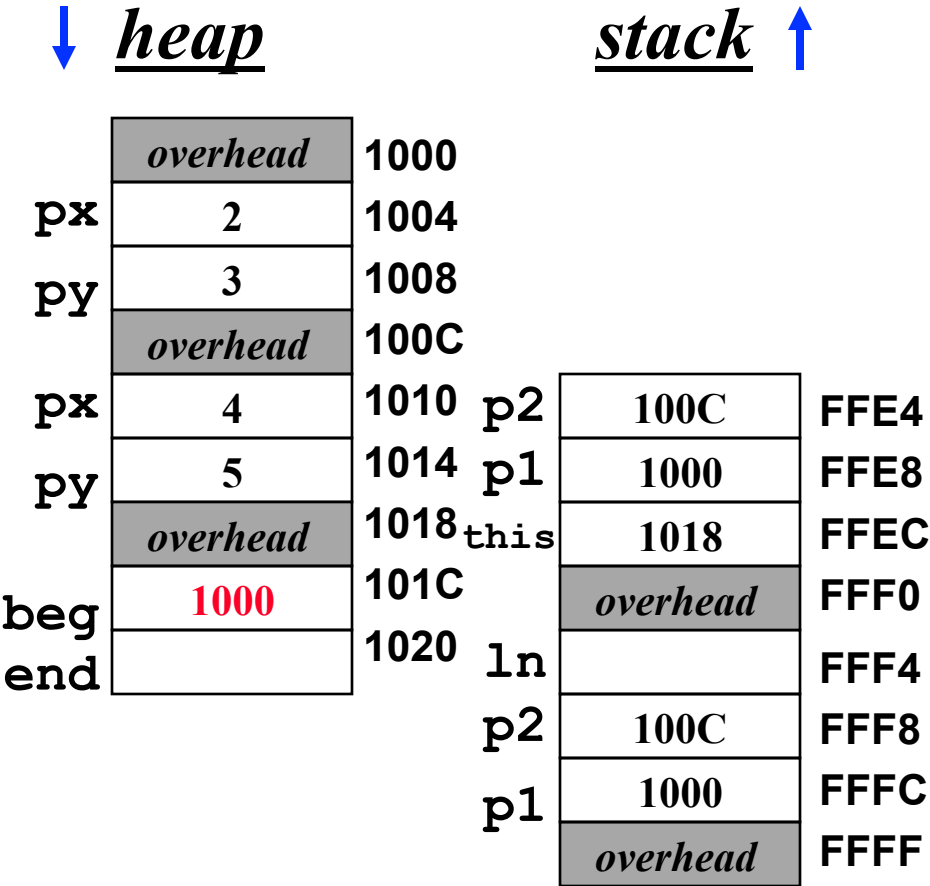 heap
overhead 1000
px 2 1004
py 3 1008
overhead 100C
px 4 1010
py 5 1014
overhead 1018
beg 1000 101C
end 1020
stack
p2 100C FFE4
p1 1000 FFE8
this 1018 FFEC
overhead FFF0
ln FFF4
p2 100C FFF8
p1 1000 FFFC
overhead FFFF